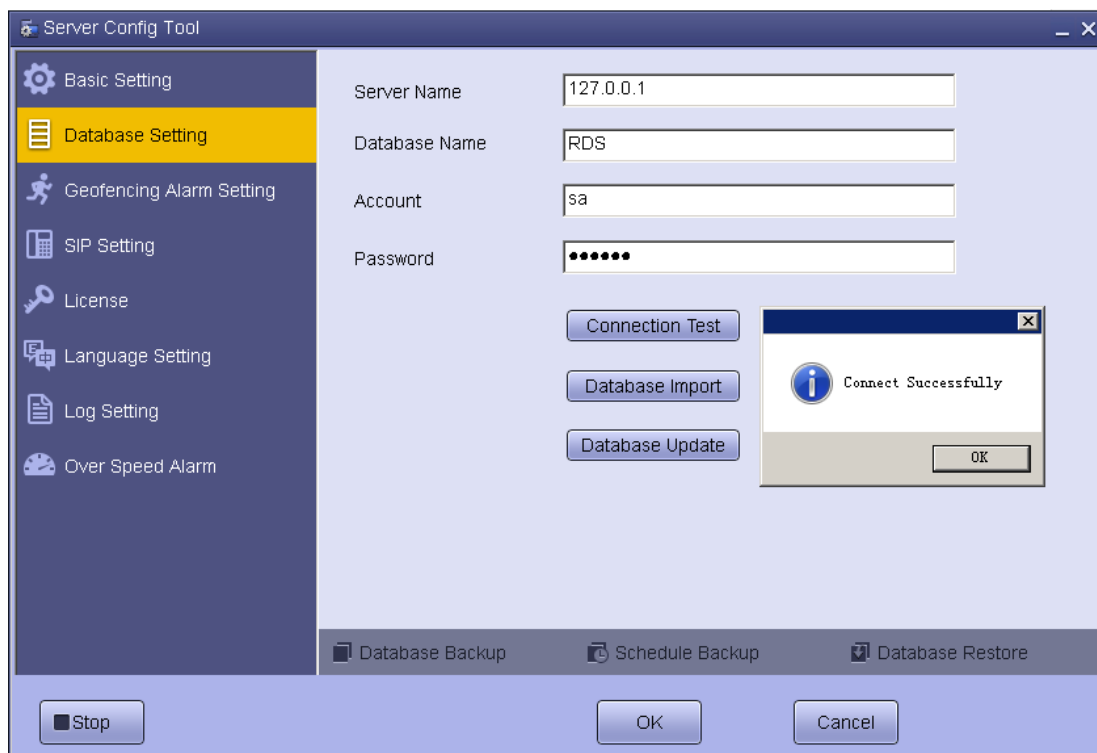 Server Config Tool
Basic Setting
Database Setting
Geofencing Alarm Setting
SIP Setting
License
Language Setting
Log Setting
Over Speed Alarm
Server Name 127.0.0.1
Database Name RDS
Account sa
Password ●●●●●●
Connection Test
Database Import
Database Update
Connect Successfully
OK
Database Backup Schedule Backup Database Restore
Stop OK Cancel